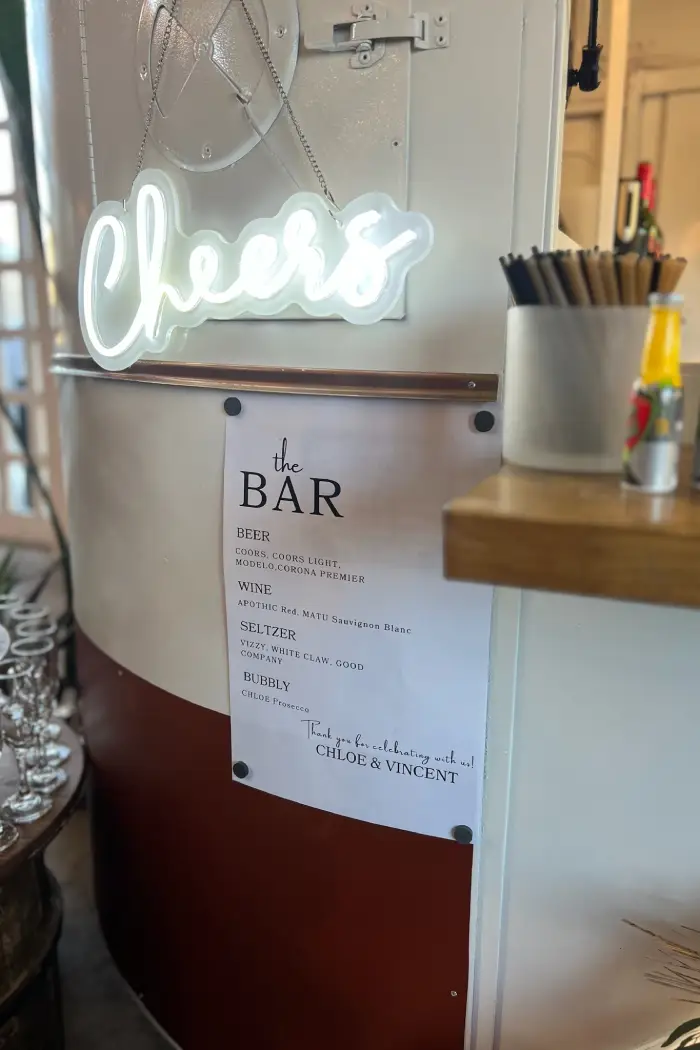 Cheers
the
BAR
BEER
COORS, COORS LIGHT,
MODELO,CORONA PREMIER
WINE
APOTHIC Red, MATU Sauvignon Blanc
SELTZER
VIZZY, WHITE CLAW, GOOD
COMPANY
BUBBLY
CHLOE Prosecco
Thank you for celebrating with us!
CHLOE & VINCENT